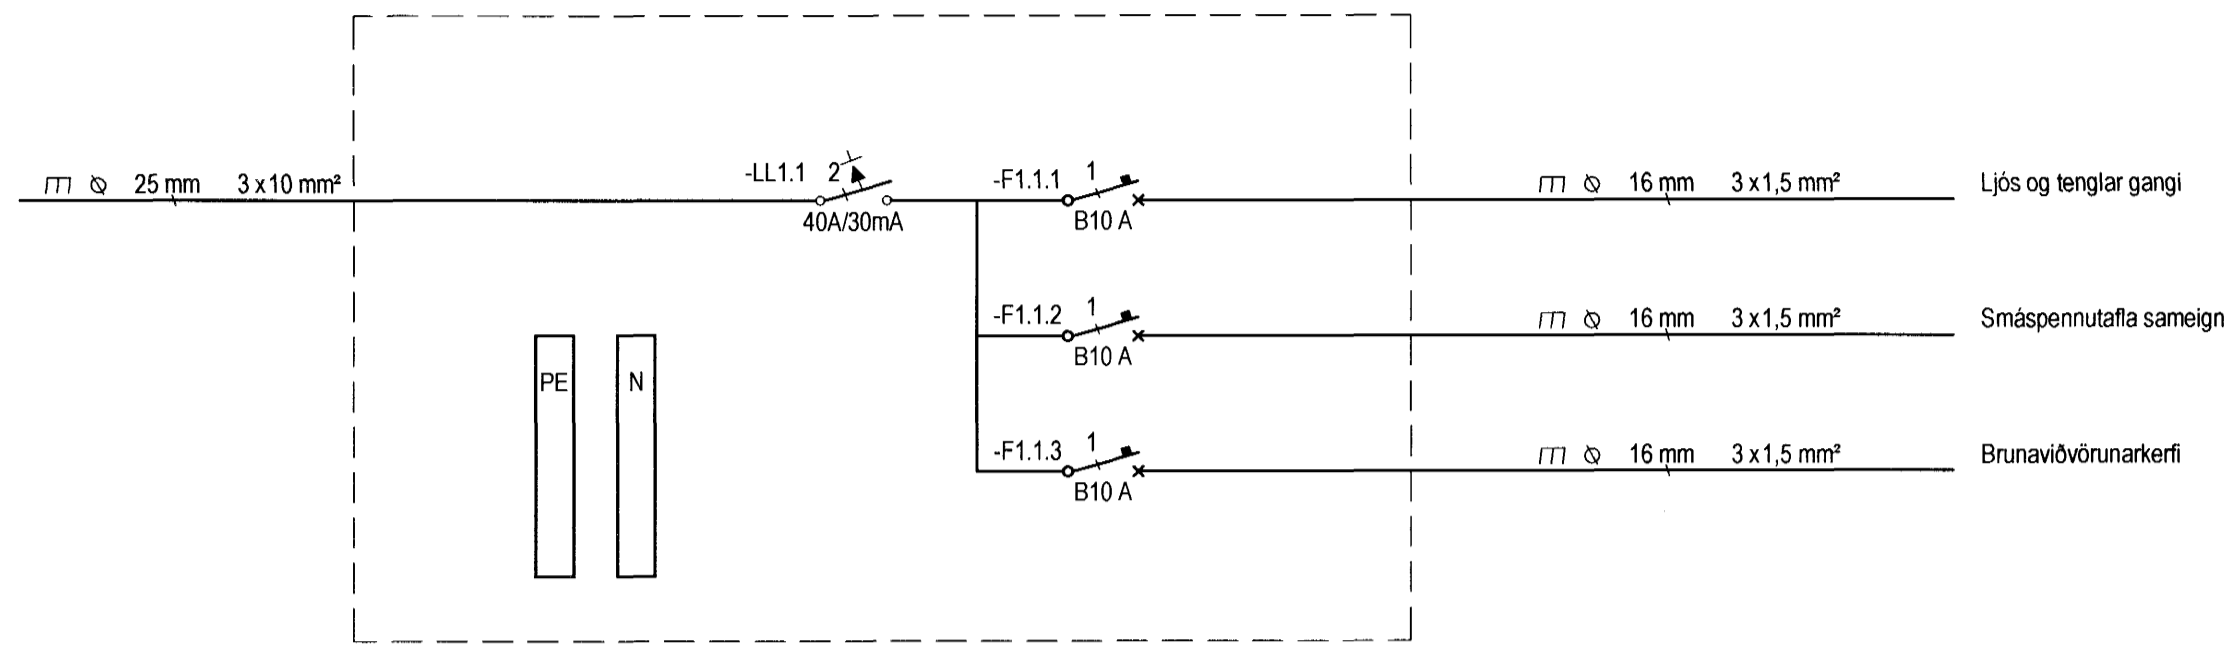 25 mm 3 x 10 mm²
-LL1.1 2
40A/30mA
-F1.1.1 1
B10 A
16 mm 3 x 1,5 mm²
Ljós og tenglar gangi
-F1.1.2 1
B10 A
16 mm 3 x 1,5 mm²
Smáspennutafla sameign
PE N
-F1.1.3 1
B10 A
16 mm 3 x 1,5 mm²
Brunaviðvörunarkerfi